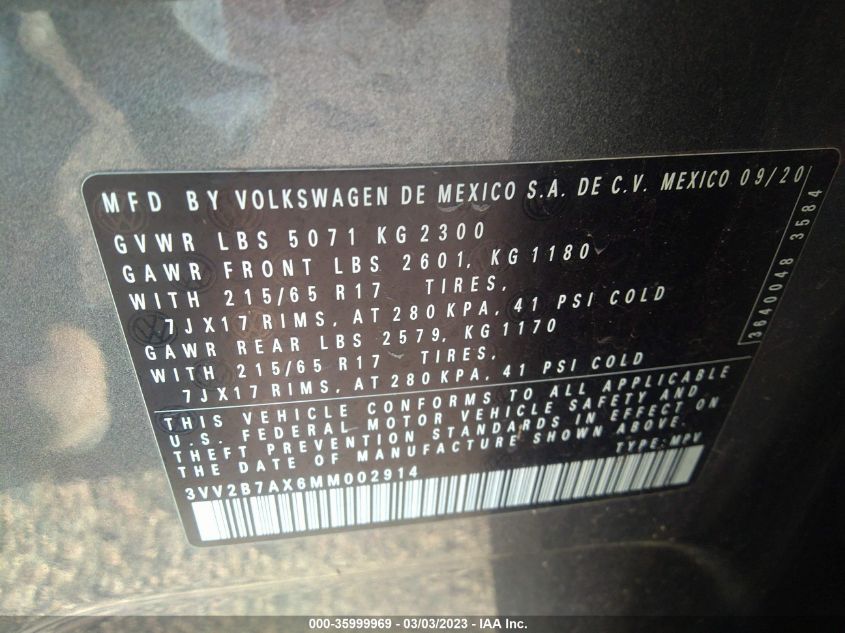 MFD BY VOLKSWAGEN DE MEXICO S.A. DE C.V. MEXICO 09/20
GVWR LBS 5071 KG 2300
GAWR FRONT LBS 2601, KG 1180
WITH 215/65 R17 TIRES,
7JX17 RIMS, AT 280 KPA, 41 PSI COLD
GAWR REAR LBS 2579, KG 1170
WITH 215/65 R17 TIRES,
7JX17 RIMS, AT 280 KPA, 41 PSI COLD
THIS VEHICLE CONFORMS TO ALL APPLICABLE
U.S. FEDERAL MOTOR VEHICLE SAFETY AND
THEFT PREVENTION STANDARDS IN EFFECT ON
THE DATE OF MANUFACTURE SHOWN ABOVE.
3VV2B7AX6MM002914 TYPE: MPV
3640048 3584
000-35999969 - 03/03/2023 - IAA Inc.